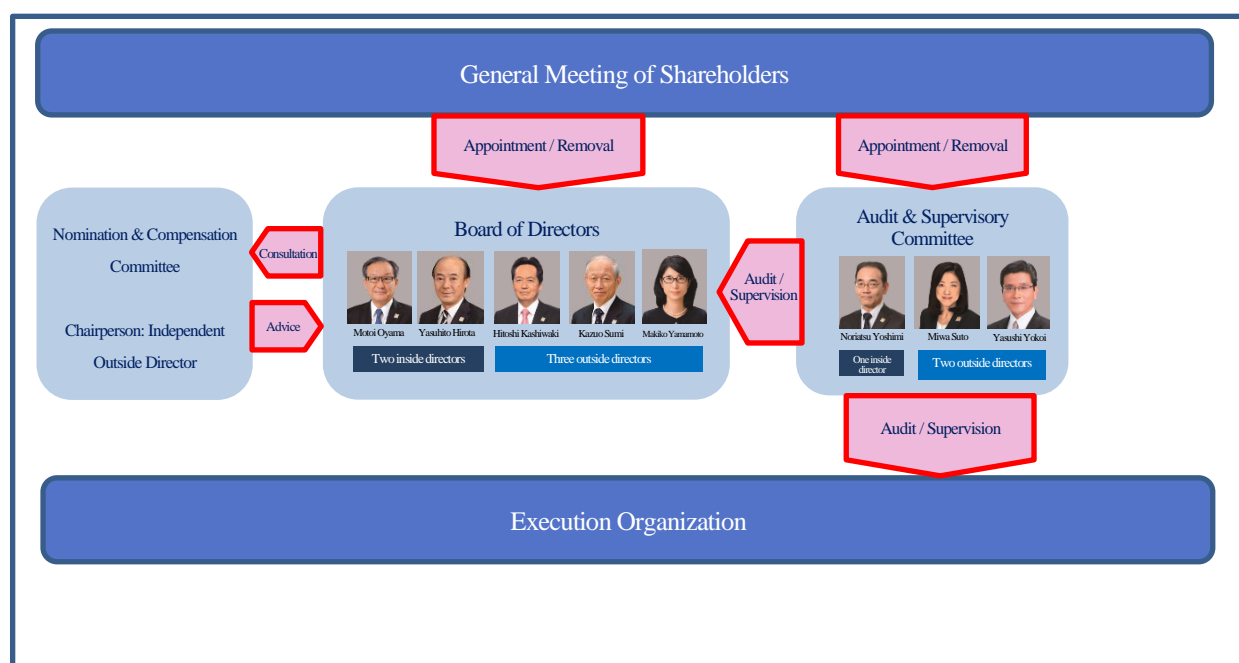 General Meeting of Shareholders
Appointment / Removal
Appointment / Removal
Nomination & Compensation
Committee
Chairperson: Independent
Outside Director
Consultation
Advice
Board of Directors
Motoi Oyama
Yasuhito Hirota
Hitoshi Kashiwaki
Kazuo Sumi
Makiko Yamamoto
Two inside directors
Three outside directors
Audit /
Supervision
Audit & Supervisory
Committee
Noriatsu Yoshimi
Miwa Suto
Yasushi Yokoi
One inside
director
Two outside directors
Audit / Supervision
Execution Organization